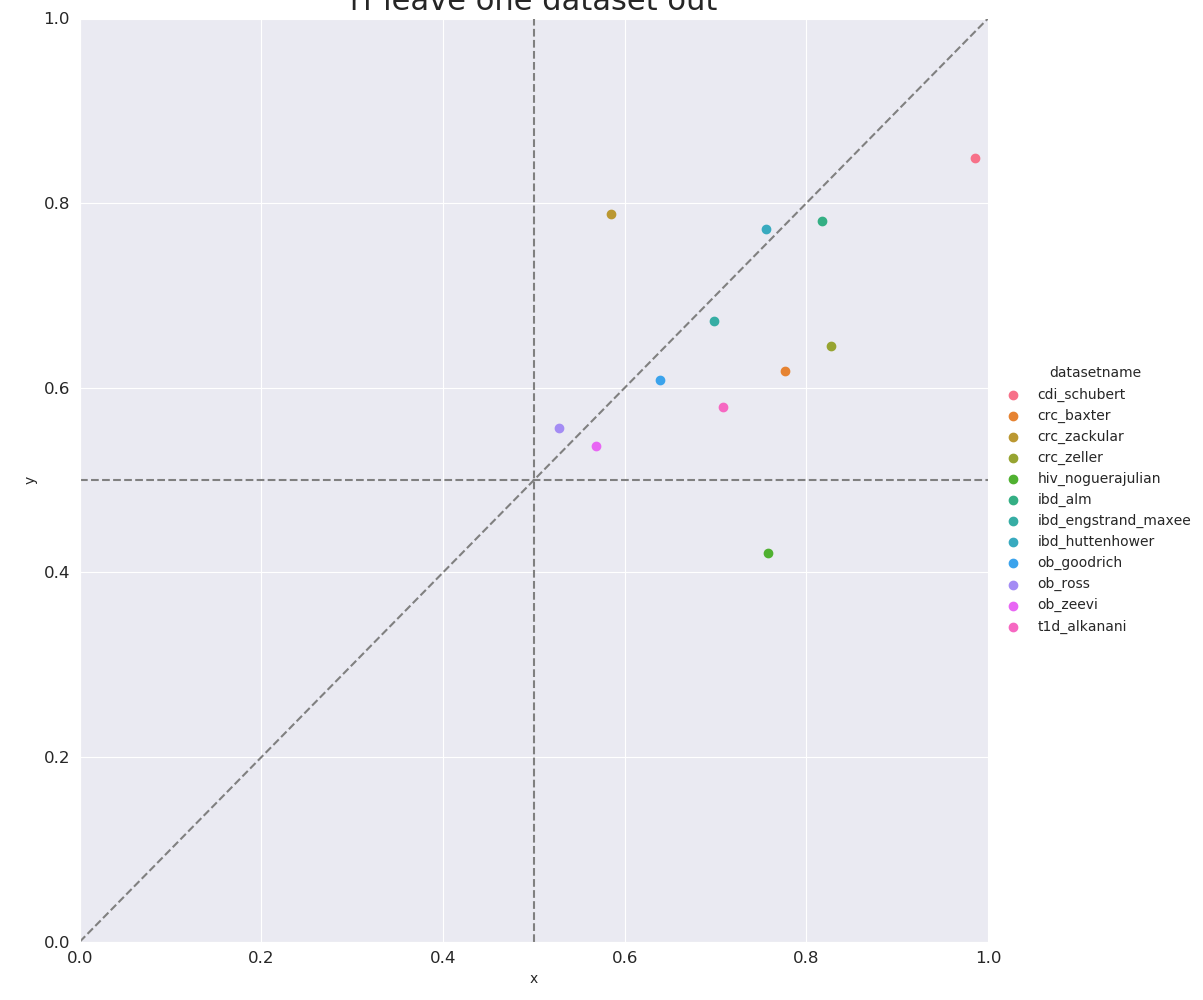 leave one dataset out
1.0
0.8
0.6
0.4
0.2
0.0
y
0.0 0.2 0.4 0.6 0.8 1.0
x
datasetname
cdi_schubert
crc_baxter
crc_zackular
crc_zeller
hiv_noguerajulian
ibd_alm
ibd_engstrand_maxee
ibd_huttenhower
ob_goodrich
ob_ross
ob_zeevi
t1d_alkanani